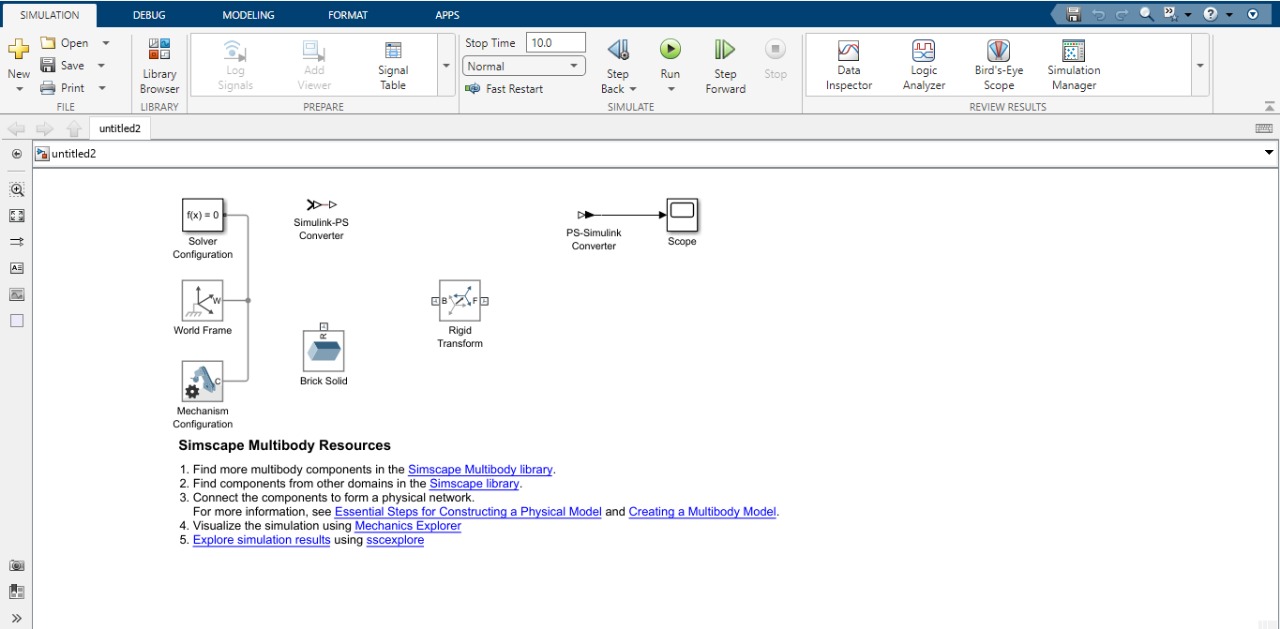 SIMULATION DEBUG MODELING FORMAT APPS
New
Open
Save
Print
FILE
Library
Browser
LIBRARY
Log
Signals
Add
Viewer
Signal
Table
PREPARE
Stop Time 10.0
Normal
Fast Restart
Step
Back
Run
Step
Forward
Stop
SIMULATE
Data
Inspector
Logic
Analyzer
Bird's-Eye
Scope
Simulation
Manager
REVIEW RESULTS
untitled2
untitled2
f(x) = 0
Solver
Configuration
Simulink-PS
Converter
PS-Simulink
Converter
Scope
W
World Frame
R
Brick Solid
B F
Rigid
Transform
C
Mechanism
Configuration
Simscape Multibody Resources
1. Find more multibody components in the Simscape Multibody library.
2. Find components from other domains in the Simscape library.
3. Connect the components to form a physical network.
For more information, see Essential Steps for Constructing a Physical Model and Creating a Multibody Model.
4. Visualize the simulation using Mechanics Explorer
5. Explore simulation results using sscexplore